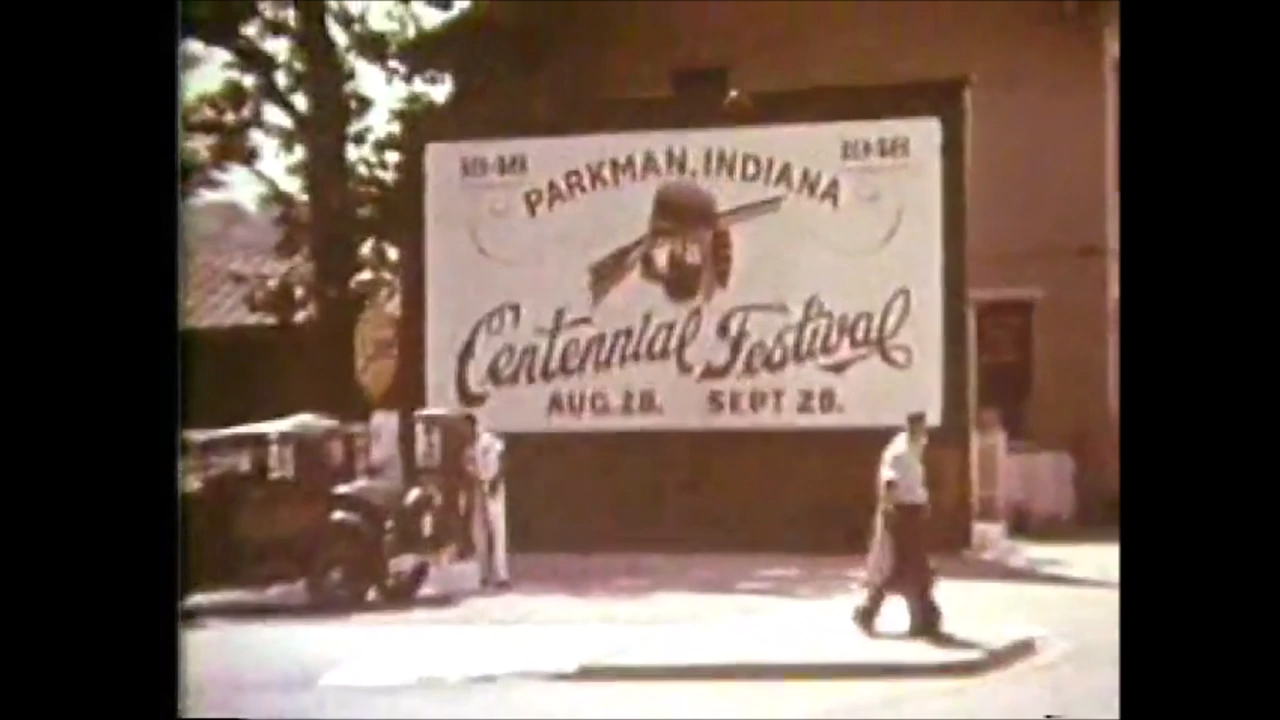 PARKMAN, INDIANA
Centennial Festival
AUG. 28. SEPT 28.